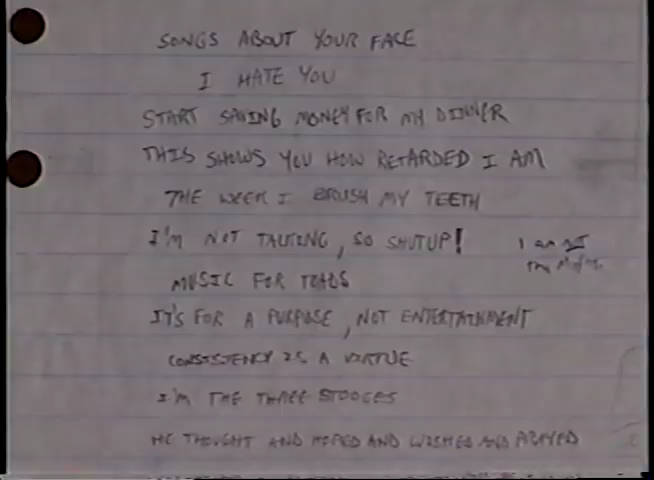 SONGS ABOUT YOUR FACE
I HATE YOU
START SAVING MONEY FOR MY DINNER
THIS SHOWS YOU HOW RETARDED I AM
THE WEEK I BRUSH MY TEETH
I'M NOT TALKING, SO SHUTUP!
I am
MUSIC FOR TOADS
IT'S FOR A PURPOSE, NOT ENTERTAINMENT
CONSISTENCY IS A VIRTUE
I'M THE THREE STOOGES
HE THOUGHT AND HOPED AND WISHED AND PRAYED